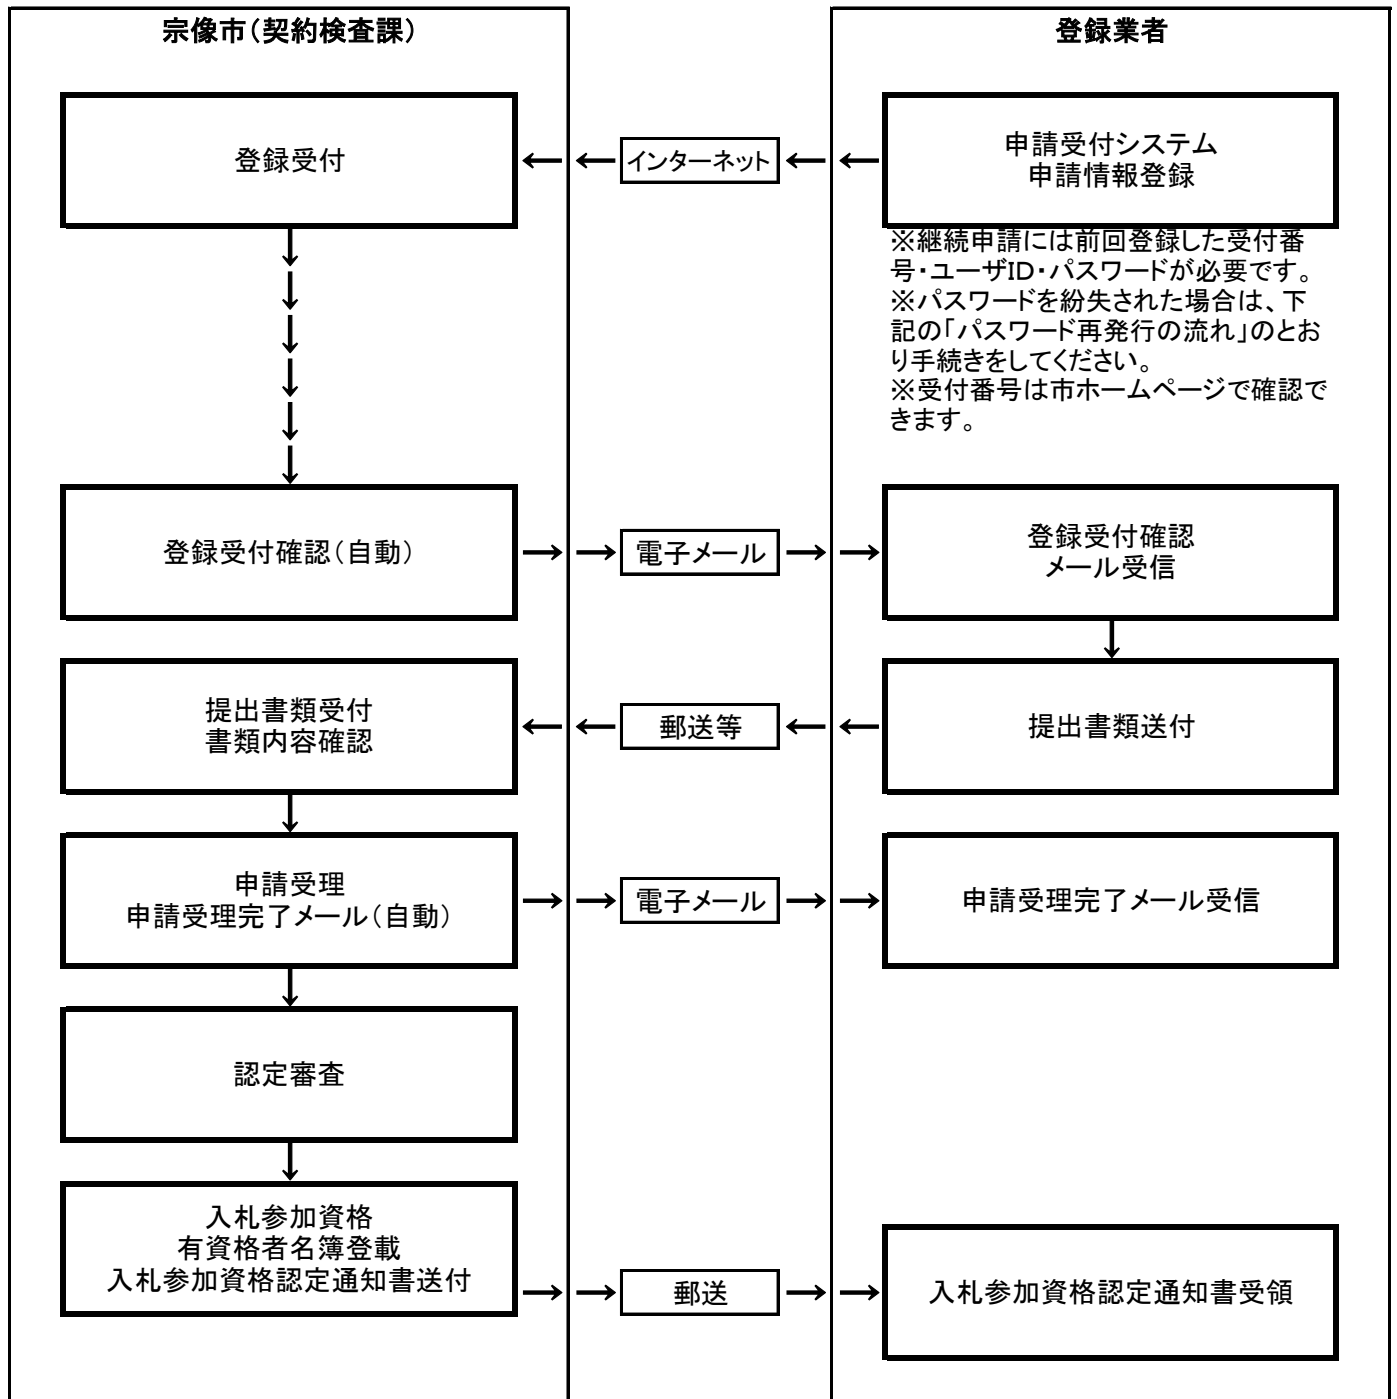 宗像市(契約検査課)
登録業者
登録受付
インターネット
申請受付システム
申請情報登録
※継続申請には前回登録した受付番
号・ユーザID・パスワードが必要です。
※パスワードを紛失された場合は、下
記の「パスワード再発行の流れ」のとお
り手続きをしてください。
※受付番号は市ホームページで確認で
きます。
登録受付確認(自動)
電子メール
登録受付確認
メール受信
提出書類受付
書類内容確認
郵送等
提出書類送付
申請受理
申請受理完了メール(自動)
電子メール
申請受理完了メール受信
認定審査
入札参加資格
有資格者名簿登載
入札参加資格認定通知書送付
郵送
入札参加資格認定通知書受領